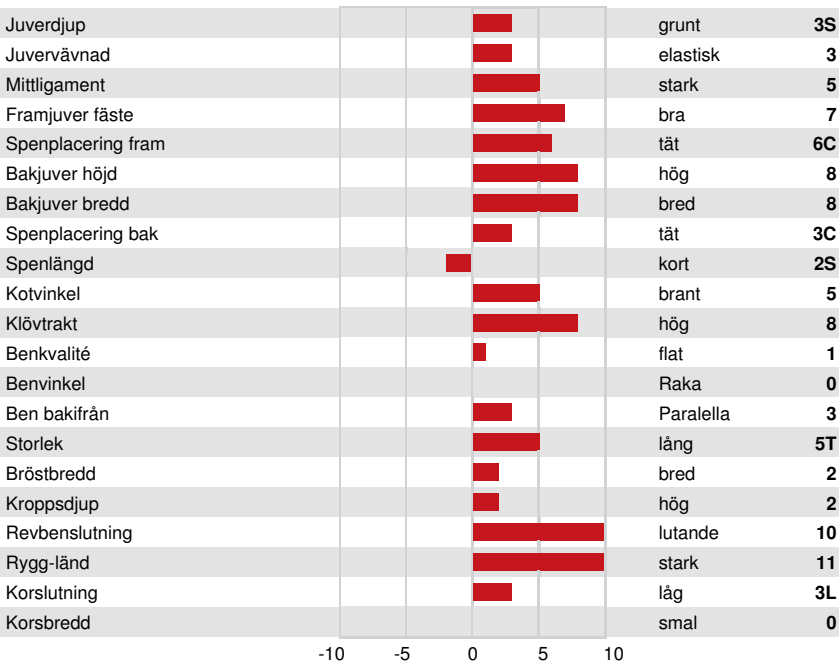 Juverdjup grunt 3S
Juvervävnad elastisk 3
Mittligament stark 5
Framjuver fäste bra 7
Spenplacering fram tät 6C
Bakjuver höjd hög 8
Bakjuver bredd bred 8
Spenplacering bak tät 3C
Spenlängd kort 2S
Kotvinkel brant 5
Klövtrakt hög 8
Benkvalité flat 1
Benvinkel Raka 0
Ben bakifrån Paralella 3
Storlek lång 5T
Bröstbredd bred 2
Kroppsdjup hög 2
Revbenslutning lutande 10
Rygg-länd stark 11
Korslutning låg 3L
Korsbredd smal 0
-10 -5 0 5 10